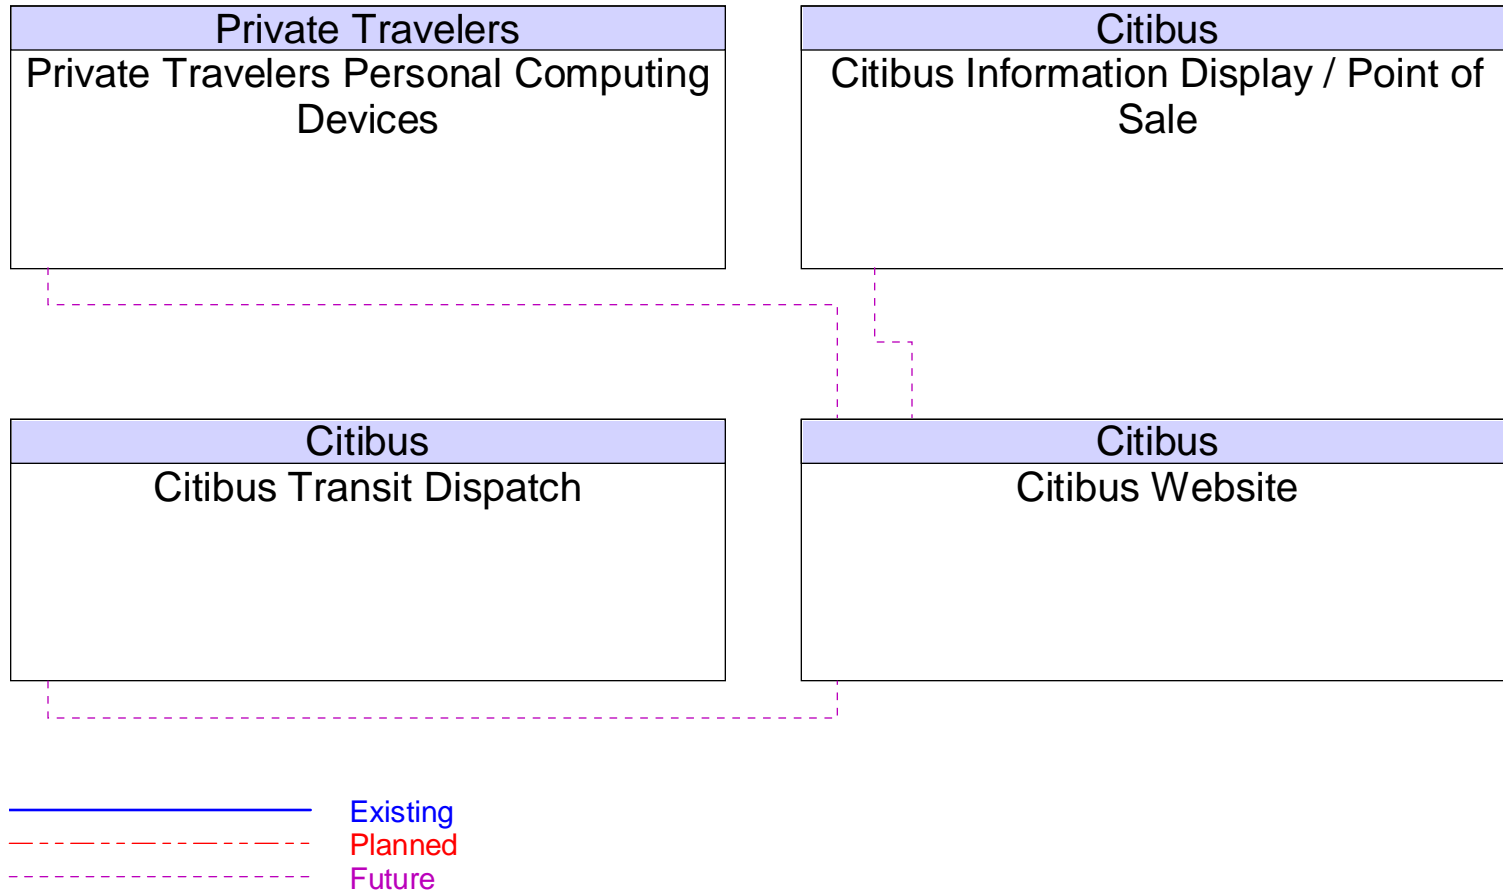 Private Travelers
Private Travelers Personal Computing
Devices
Citibus
Citibus Information Display / Point of
Sale
Citibus
Citibus Transit Dispatch
Citibus
Citibus Website
Existing
Planned
Future